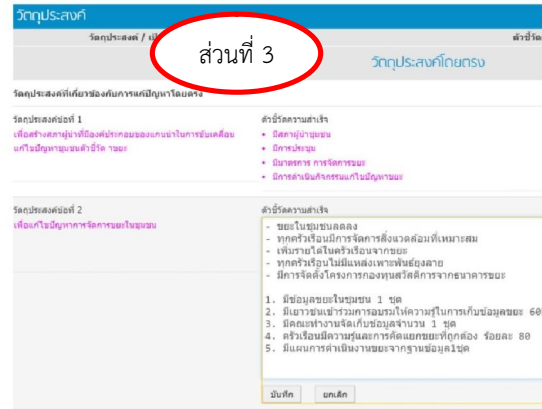 วัตถุประสงค์
วัตถุประสงค์ /
ส่วนที่ 3
วัตถุประสงค์โดยตรง
วัตถุประสงค์ที่เกี่ยวข้องกับการแก้ปัญหาโดยตรง
วัตถุประสงค์ข้อที่ 1
เพื่อสร้างสภาผู้นำที่มีองค์ประกอบของแกนนำในการขับเคลื่อน
แก้ไขปัญหาชุมชนตัวชี้วัด
ตัวชี้วัดความสำเร็จ
• มีสภาผู้นำชุมชน
• มีการประชุม
• มีมาตรการ การจัดการขยะ
• มีการดำเนินกิจกรรมแก้ไขปัญหาขยะ
วัตถุประสงค์ข้อที่ 2
เพื่อแก้ไขปัญหาการจัดการขยะในชุมชน
ตัวชี้วัดความสำเร็จ
- ขยะในชุมชนลดลง
- ทุกครัวเรือนมีการจัดการสิ่งแวดล้อมที่เหมาะสม
- เพิ่มรายได้ในครัวเรือนจากขยะ
- ทุกครัวเรือนไม่มีแหล่งเพาะพันธ์ยุงลาย
- มีการจัดตั้งโครงการกองทุนสวัสดิการจากธนาคารขยะ
1. มีข้อมูลขยะในชุมชน 1 ชุด
2. มีเยาวชนเข้าร่วมการอบรมให้ความรู้ในการเก็บข้อมูลขยะ 60
3. มีคณะทำงานจัดเก็บข้อมูลจำนวน 1 ชุด
4. ครัวเรือนมีความรู้และการคัดแยกขยะที่ถูกต้อง ร้อยละ 80
5. มีแผนการดำเนินงานขยะจากฐานข้อมูล1ชุด
บันทึก ยกเลิก